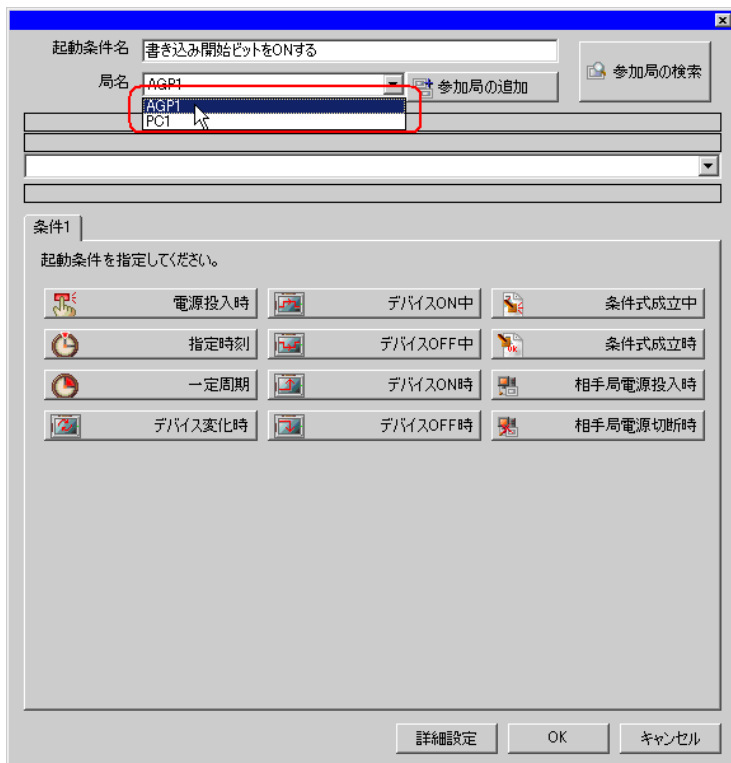 起動条件名 書き込み開始ビットをONする
参加局の検索
局名 AGP1 参加局の追加
AGP1
PC1
条件1
起動条件を指定してください。
電源投入時 デバイスON中 条件式成立中
指定時刻 デバイスOFF中 条件式成立時
一定周期 デバイスON時 相手局電源投入時
デバイス変化時 デバイスOFF時 相手局電源切断時
詳細設定 OK キャンセル